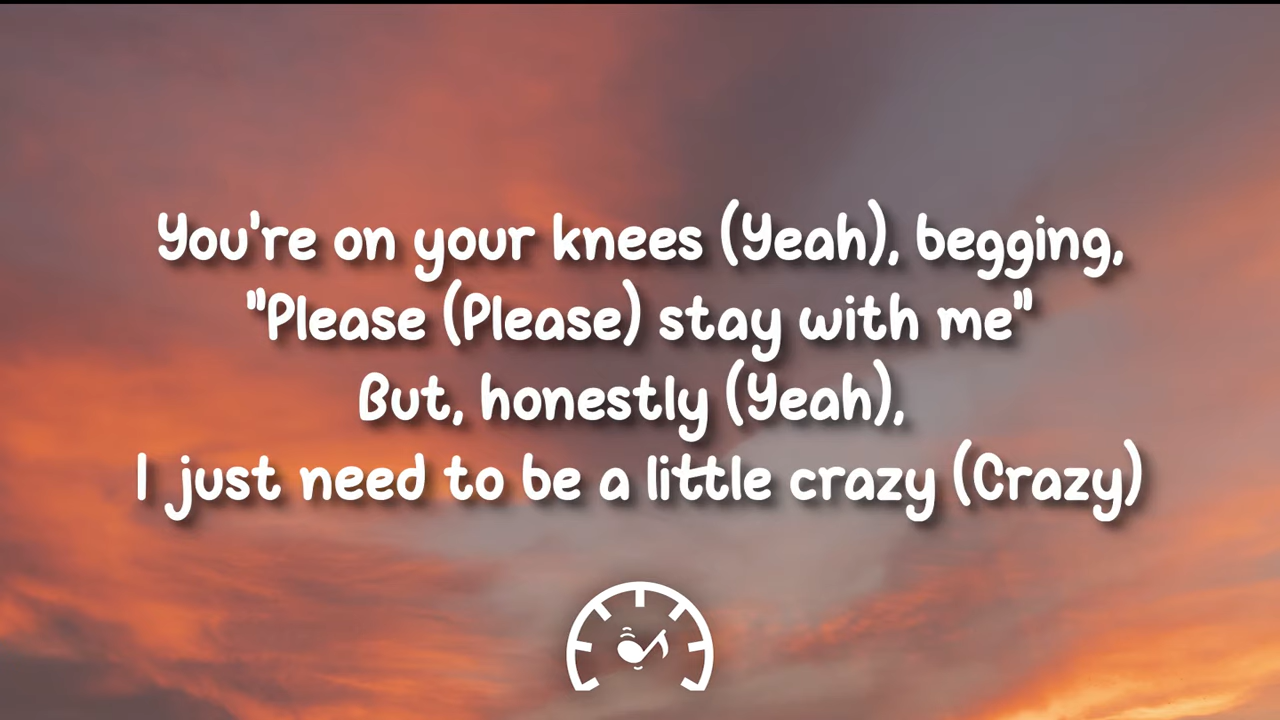 You're on your knees (Yeah), begging,
"Please (Please) stay with me"
But, honestly (Yeah),
I just need to be a little crazy (Crazy)